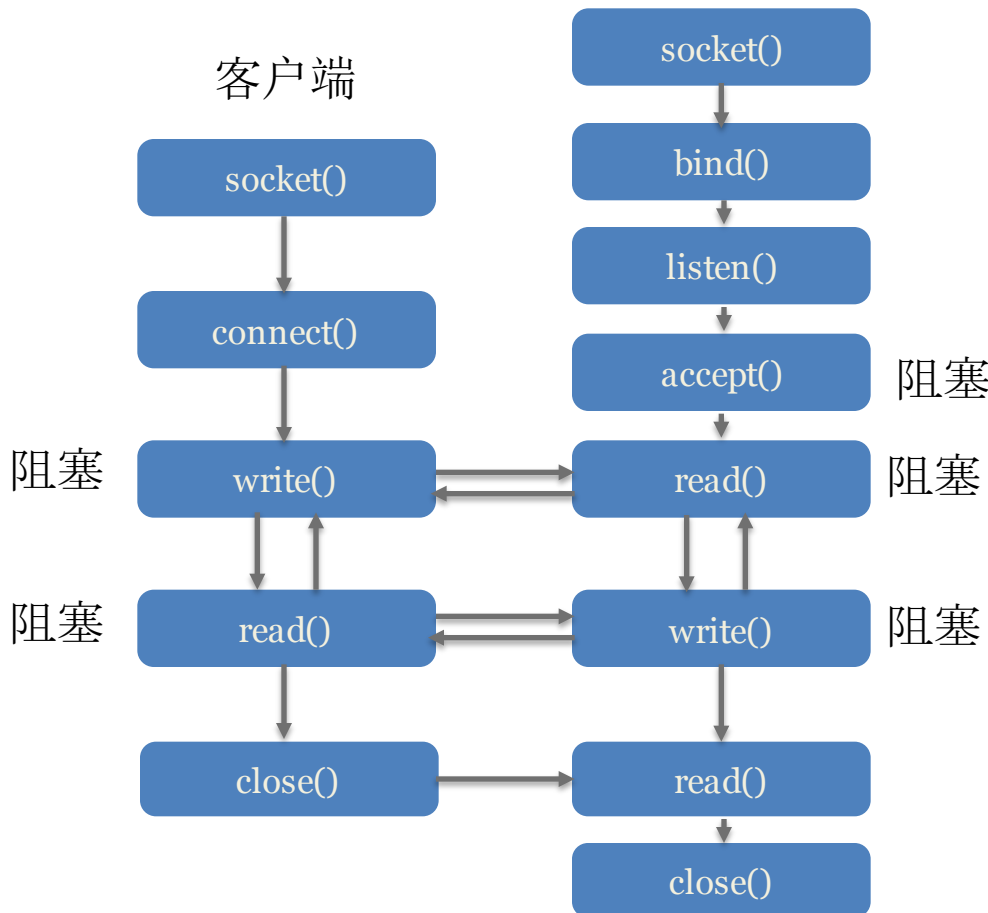 socket()
客户端
bind()
socket()
listen()
connect()
accept()
阻塞
阻塞
write()
read()
阻塞
阻塞
read()
write()
阻塞
close()
read()
close()